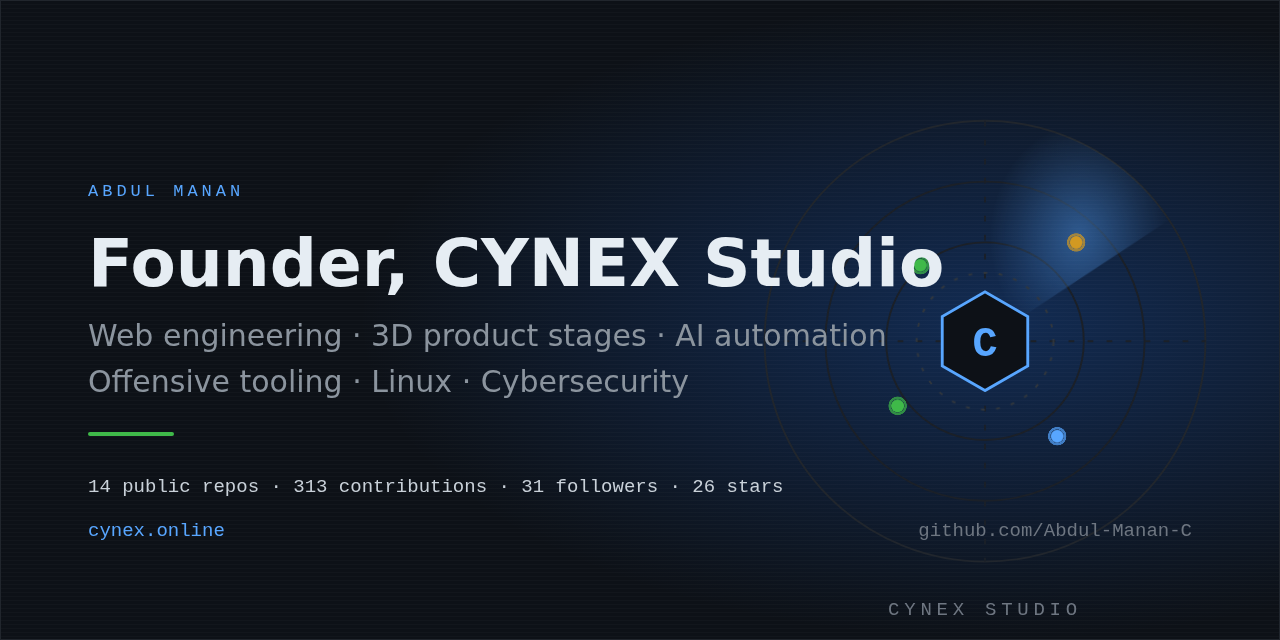 ABDUL MANAN
Founder, CYNEX Studio
Web engineering · 3D product stages · AI automation
Offensive tooling · Linux · Cybersecurity
C
14 public repos · 313 contributions · 31 followers · 26 stars
cynex.online
github.com/Abdul-Manan-C
CYNEX STUDIO